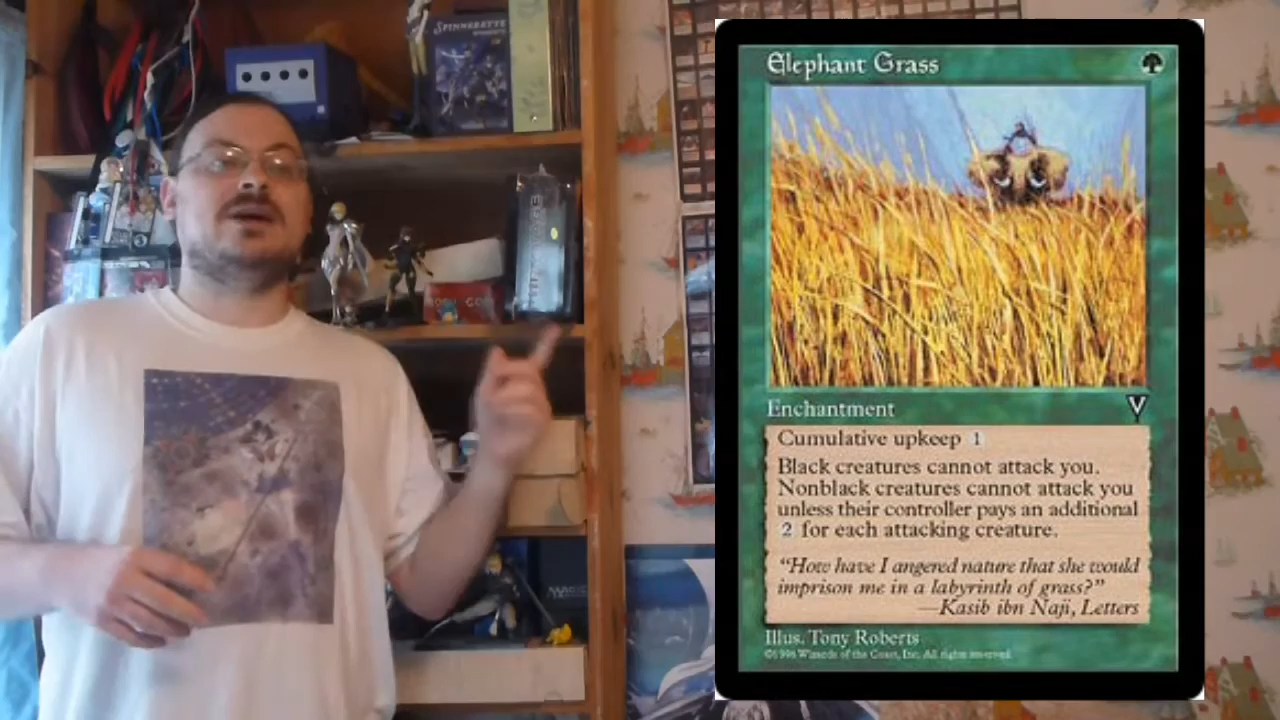 SPINNERETTE
Elephant Grass
Enchantment
V
Cumulative upkeep 1
Black creatures cannot attack you.
Nonblack creatures cannot attack you
unless their controller pays an additional
2 for each attacking creature.
“How have I angered nature that she would
imprison me in a labyrinth of grass?”
—Kasib ibn Naji, Letters
Illus. Tony Roberts
©1996 Wizards of the Coast, Inc. All rights reserved.